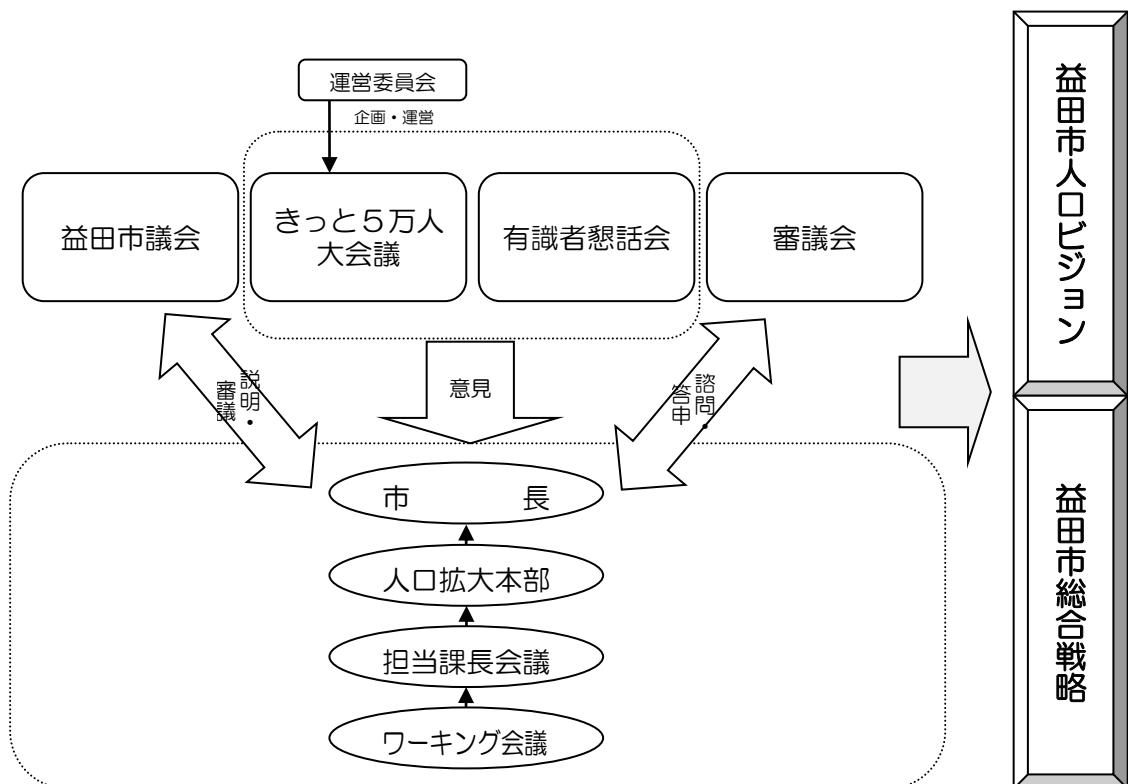 運営委員会
企画・運営
益田市議会
きっと５万人
大会議
有識者懇話会
審議会
説明・
審議
意見
諮問・
答申
市　　　長
人口拡大本部
担当課長会議
ワーキング会議
益田市人口ビジョン
益田市総合戦略